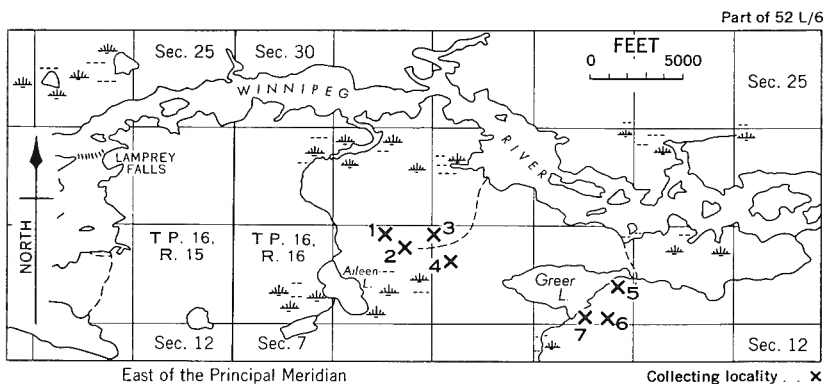 Part of 52 L/6
Sec. 25
Sec. 30
FEET
0 5000
Sec. 25
WINNIPEG
RIVER
LAMPREY
FALLS
NORTH
TP. 16,
R. 15
TP. 16,
R. 16
1
3
2
4
Aileen
L.
Greer
L.
5
7
6
Sec. 12
Sec. 7
Sec. 12
East of the Principal Meridian
Collecting locality . . X